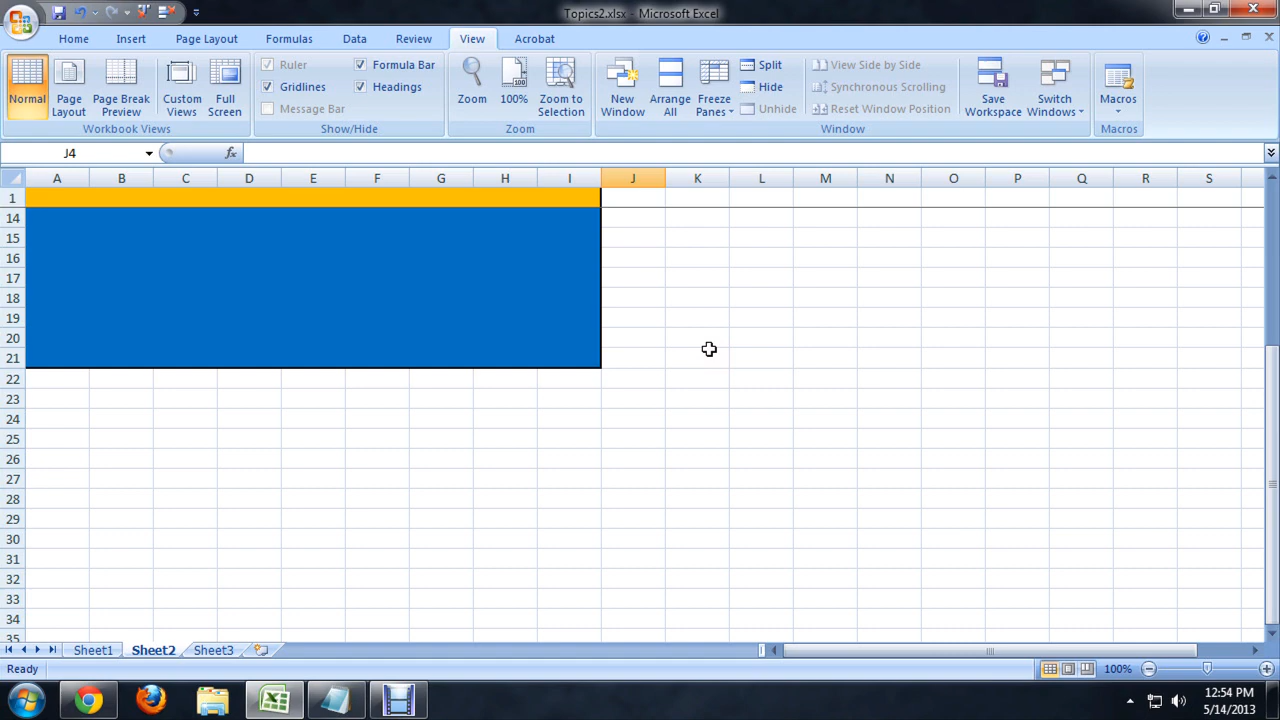 Topics2.xlsx - Microsoft Excel
Home Insert Page Layout Formulas Data Review View Acrobat
Normal
Page Layout
Page Break Preview
Custom Views
Full Screen
Workbook Views
Ruler
Formula Bar
Gridlines
Headings
Message Bar
Show/Hide
Zoom
100%
Zoom to Selection
Zoom
New Window
Arrange All
Freeze Panes
Split
Hide
Unhide
View Side by Side
Synchronous Scrolling
Reset Window Position
Window
Save Workspace
Switch Windows
Macros
Macros
J4 fx
A B C D E F G H I J K L M N O P Q R S
1
14
15
16
17
18
19
20
21
22
23
24
25
26
27
28
29
30
31
32
33
34
35
Sheet1 Sheet2 Sheet3
Ready 100%
12:54 PM
5/14/2013